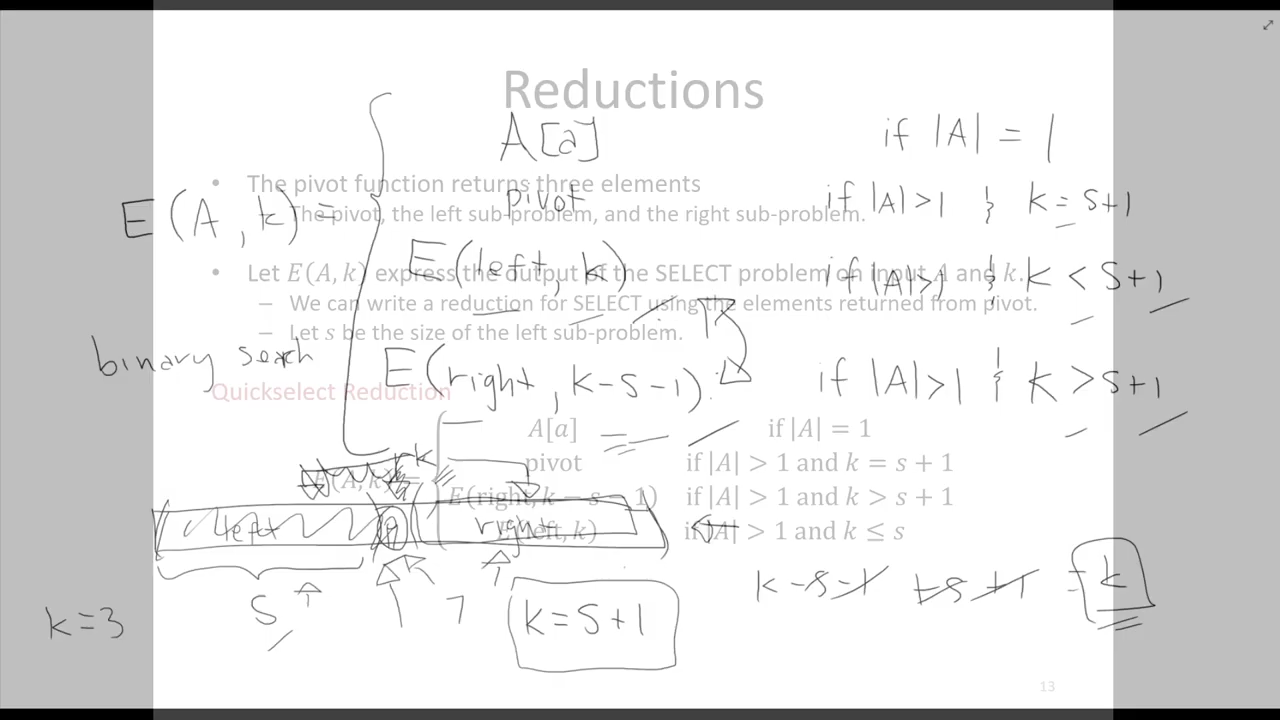 Reductions
A[a] if |A| = 1
• The pivot function returns three elements
pivot if |A|>1 & k = s+1
– The pivot, the left sub-problem, and the right sub-problem.
E(A, k) =
E(left, k) if |A|>1 & k < s+1
• Let E(A, k) express the output of the SELECT problem on input A and k.
– We can write a reduction for SELECT using the elements returned from pivot.
– Let s be the size of the left sub-problem.
binary search
E(right, k-s-1) if |A|>1 & k > s+1
Quickselect Reduction
A[a] if |A| = 1
pivot if |A| > 1 and k = s + 1
E(A, k) =
E(right, k − s − 1) if |A| > 1 and k > s + 1
E(left, k) if |A| > 1 and k ≤ s
left right
k -s -1 +s +1 = k
k=3 s 7 k = s+1
13